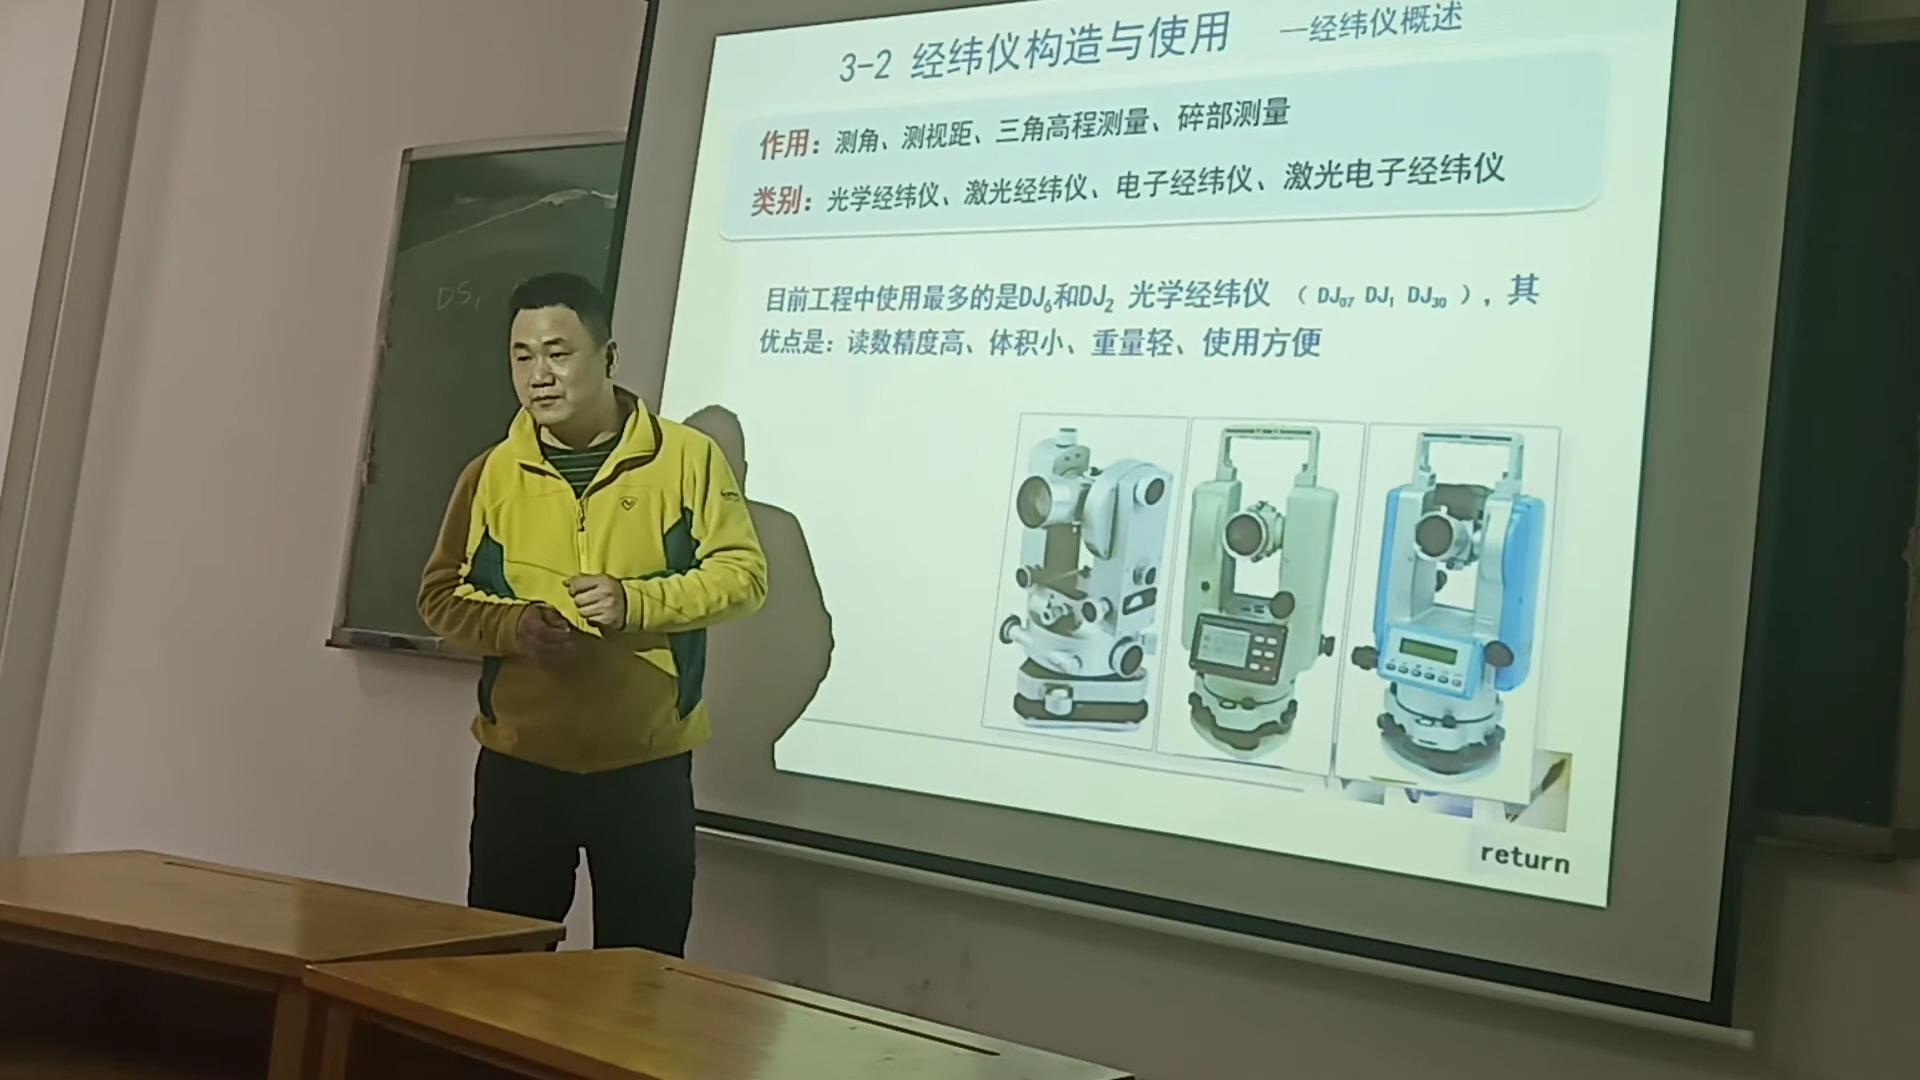 3-2 经纬仪构造与使用 —经纬仪概述
作用：测角、测视距、三角高程测量、碎部测量
类别：光学经纬仪、激光经纬仪、电子经纬仪、激光电子经纬仪
目前工程中使用最多的是DJ6和DJ2 光学经纬仪 （ DJ07 DJ1 DJ30 ），其
优点是：读数精度高、体积小、重量轻、使用方便
return
DS1